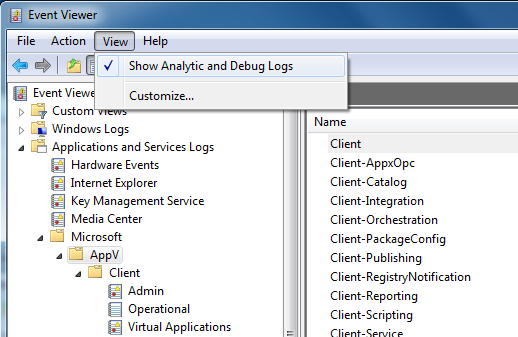 Event Viewer
File Action View Help
Show Analytic and Debug Logs
Customize...
Event Viewer
Custom Views
Windows Logs
Applications and Services Logs
Hardware Events
Internet Explorer
Key Management Service
Media Center
Microsoft
AppV
Client
Admin
Operational
Virtual Applications
Name
Client
Client-AppxOpc
Client-Catalog
Client-Integration
Client-Orchestration
Client-PackageConfig
Client-Publishing
Client-RegistryNotification
Client-Reporting
Client-Scripting
Client-Service